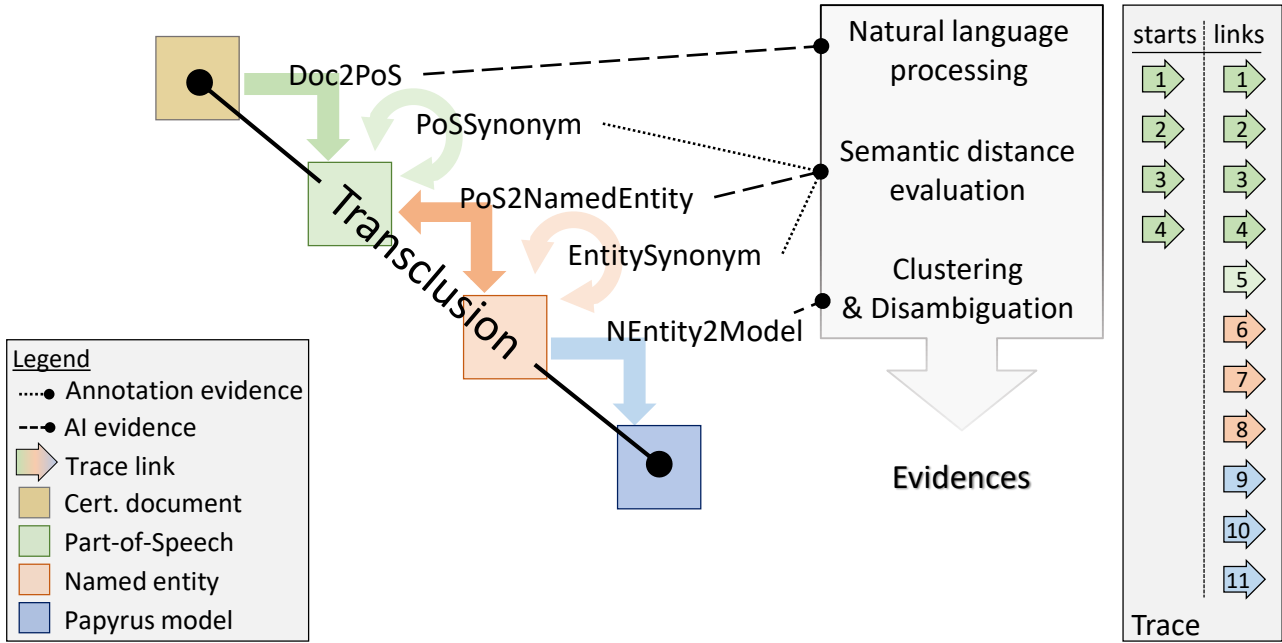 Doc2PoS
PoSSynonym
PoS2NamedEntity
EntitySynonym
NEntity2Model
Transclusion
Natural language
processing
Semantic distance
evaluation
Clustering
& Disambiguation
Evidences
Legend
Annotation evidence
AI evidence
Trace link
Cert. document
Part-of-Speech
Named entity
Papyrus model
starts links
1 1
2 2
3 3
4 4
5
6
7
8
9
10
11
Trace